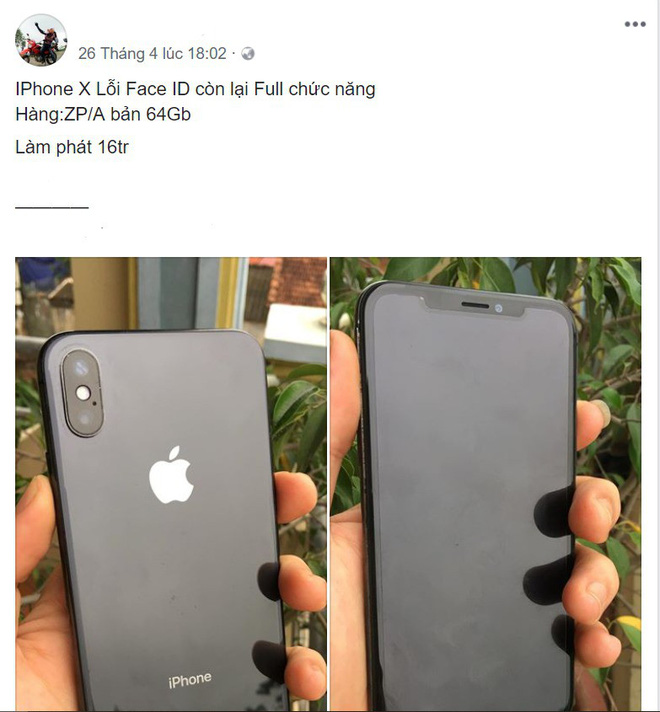 26 Tháng 4 lúc 18:02 ·
IPhone X Lỗi Face ID còn lại Full chức năng
Hàng:ZP/A bản 64Gb
Làm phát 16tr
iPhone